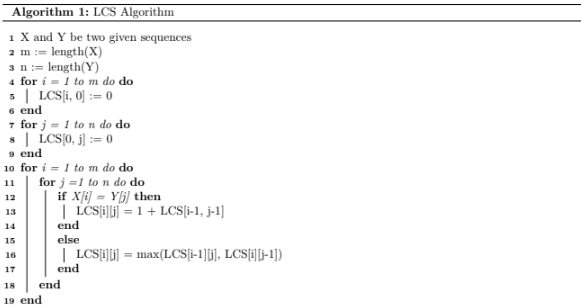 Algorithm 1: LCS Algorithm
1 X and Y be two given sequences
2 m := length(X)
3 n := length(Y)
4 for i = 1 to m do do
5 LCS[i, 0] := 0
6 end
7 for j = 1 to n do do
8 LCS[0, j] := 0
9 end
10 for i = 1 to m do do
11 for j =1 to n do do
12 if X[i] = Y[j] then
13 LCS[i][j] = 1 + LCS[i-1, j-1]
14 end
15 else
16 LCS[i][j] = max(LCS[i-1][j], LCS[i][j-1])
17 end
18 end
19 end